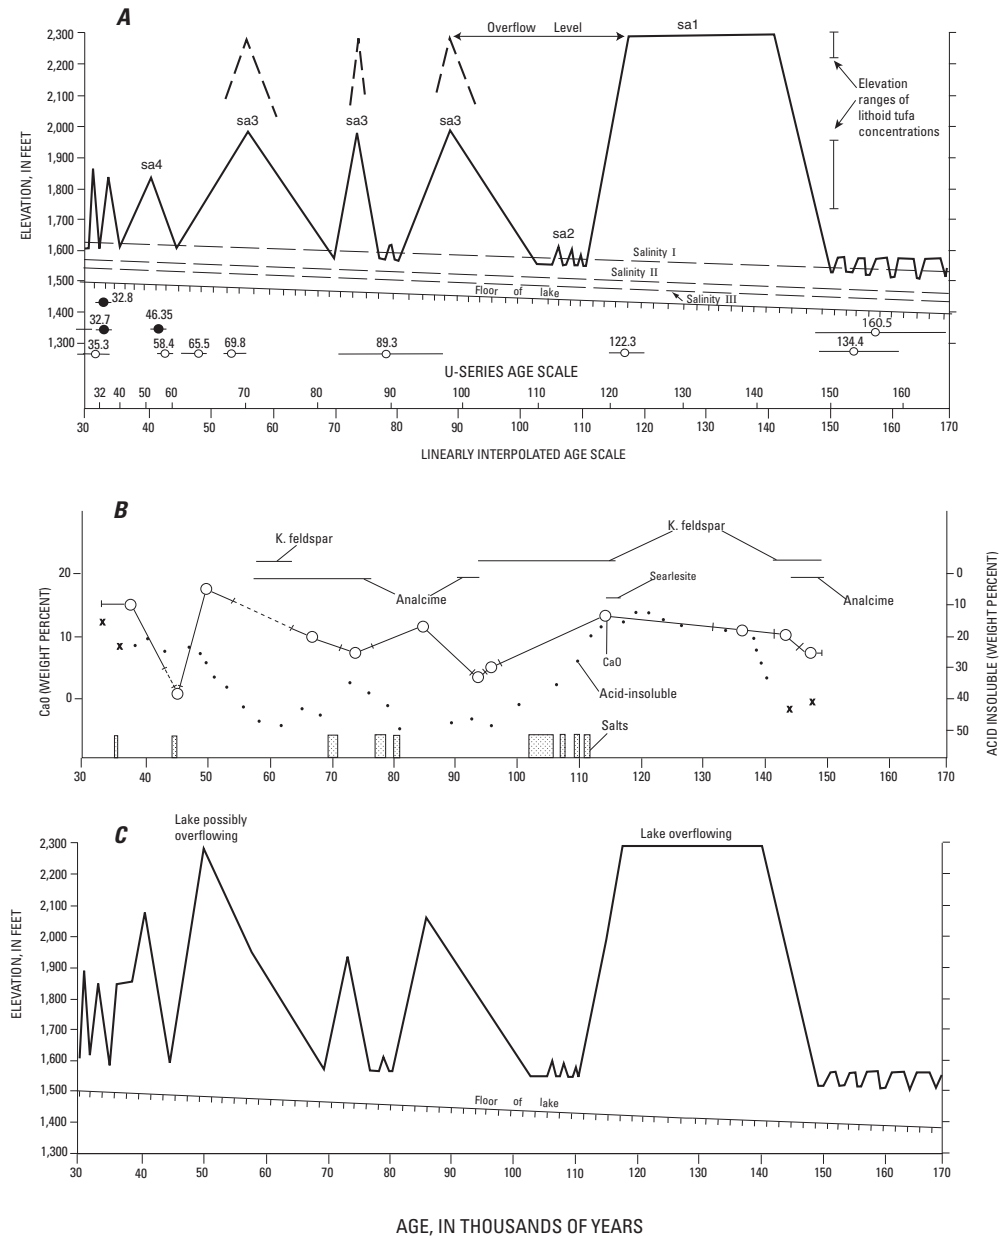 A
2,300
2,200
2,100
2,000
1,900
1,800
1,700
1,600
1,500
1,400
1,300
ELEVATION, IN FEET
Overflow Level
sa1
sa3
sa3
sa3
sa4
sa2
Elevation
ranges of
lithoid tufa
concentrations
Salinity I
Salinity II
Salinity III
Floor of lake
32.8
32.7
46.35
35.3
58.4
65.5
69.8
89.3
122.3
160.5
134.4
U-SERIES AGE SCALE
32 40 50 60 70 80 90 100 110 120 130 150 160
30 40 50 60 70 80 90 100 110 120 130 140 150 160 170
LINEARLY INTERPOLATED AGE SCALE
B
K. feldspar
K. feldspar
Searlesite
Analcime
Analcime
CaO
Acid-insoluble
Salts
x
x
x
x
20
10
0
CaO (WEIGHT PERCENT)
0
10
20
30
40
50
ACID INSOLUBLE (WEIGHT PERCENT)
30 40 50 60 70 80 90 100 110 120 130 140 150 160 170
C
Lake possibly
overflowing
Lake overflowing
2,300
2,200
2,100
2,000
1,900
1,800
1,700
1,600
1,500
1,400
1,300
ELEVATION, IN FEET
Floor of lake
30 40 50 60 70 80 90 100 110 120 130 140 150 160 170
AGE, IN THOUSANDS OF YEARS